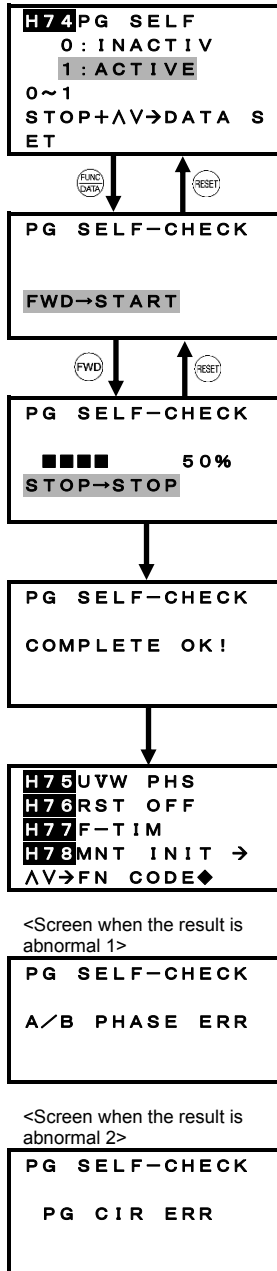 H74PG SELF
0:INACTIV
1:ACTIVE
0~1
STOP+∧∨→DATA S
ET
FUNC
DATA
RESET
PG SELF-CHECK
FWD→START
FWD
RESET
PG SELF-CHECK
■■■■ 50%
STOP→STOP
PG SELF-CHECK
COMPLETE OK!
H75UVW PHS
H76RST OFF
H77F-TIM
H78MNT INIT →
∧∨→FN CODE◆
<Screen when the result is
abnormal 1>
PG SELF-CHECK
A/B PHASE ERR
<Screen when the result is
abnormal 2>
PG SELF-CHECK
PG CIR ERR